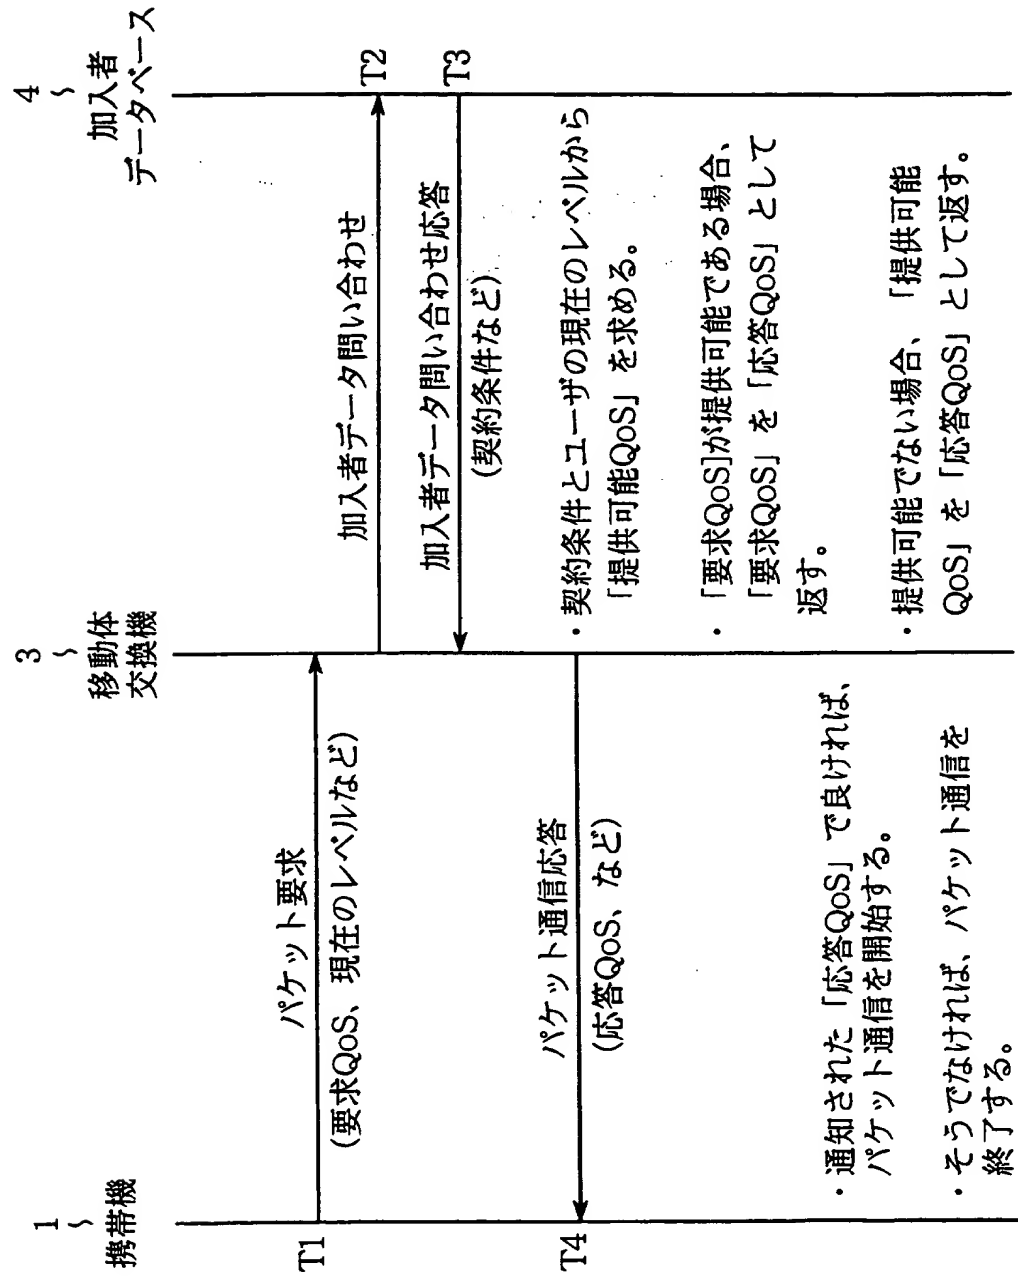 1
携帯機
3
移動体
交換機
4
加入者
データベース
T1
パケット要求
(要求QoS、現在のレベルなど)
加入者データ問い合わせ
T2
加入者データ問い合わせ応答
T3
(契約条件など)
T4
パケット通信応答
(応答QoS、など)
・契約条件とユーザの現在のレベルから
「提供可能QoS」を求める。
・「要求QoS]が提供可能である場合、
「要求QoS」を「応答QoS」として
返す。
・提供可能でない場合、「提供可能
QoS」を「応答QoS」として返す。
・通知された「応答QoS」で良ければ、
パケット通信を開始する。
・そうでなければ、パケット通信を
終了する。